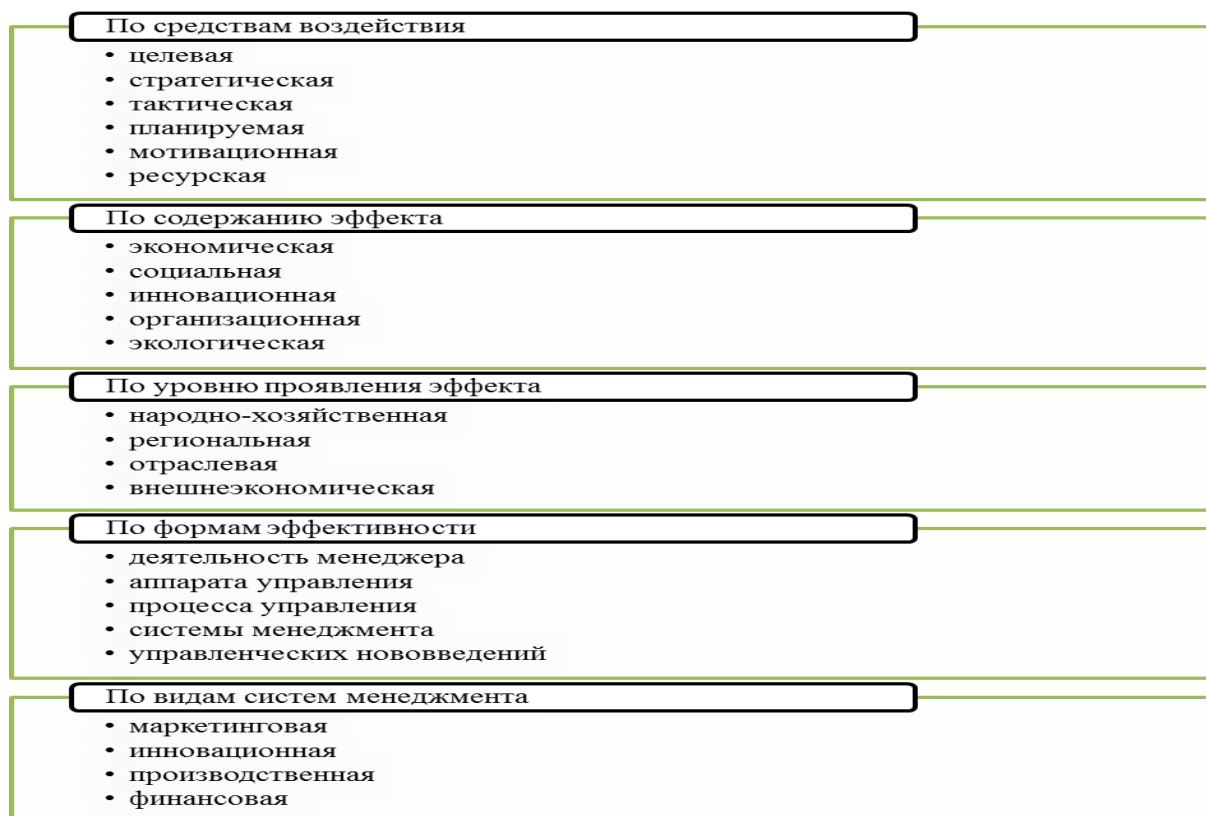 По средствам воздействия
• целевая
• стратегическая
• тактическая
• планируемая
• мотивационная
• ресурская
По содержанию эффекта
• экономическая
• социальная
• инновационная
• организационная
• экологическая
По уровню проявления эффекта
• народно-хозяйственная
• региональная
• отраслевая
• внешнеэкономическая
По формам эффективности
• деятельность менеджера
• аппарата управления
• процесса управления
• системы менеджмента
• управленческих нововведений
По видам систем менеджмента
• маркетинговая
• инновационная
• производственная
• финансовая